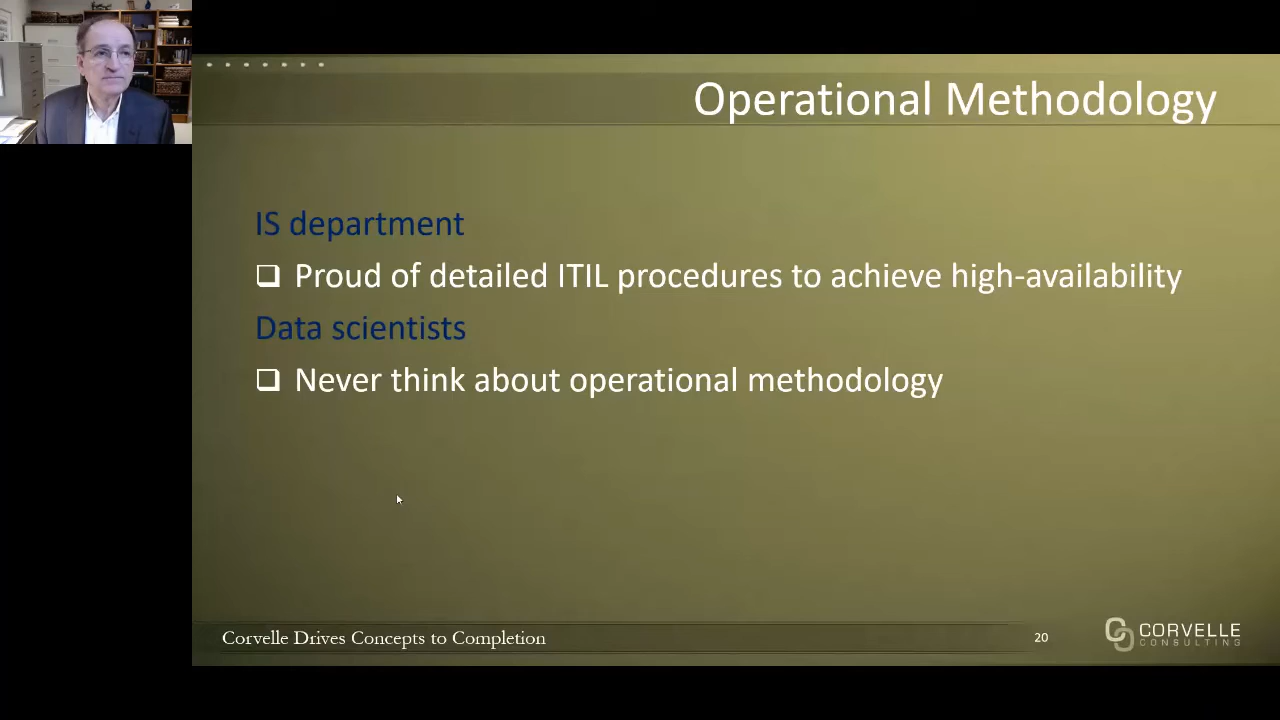 Operational Methodology
IS department
Proud of detailed ITIL procedures to achieve high-availability
Data scientists
Never think about operational methodology
Corvelle Drives Concepts to Completion
20
CORVELLE
CONSULTING